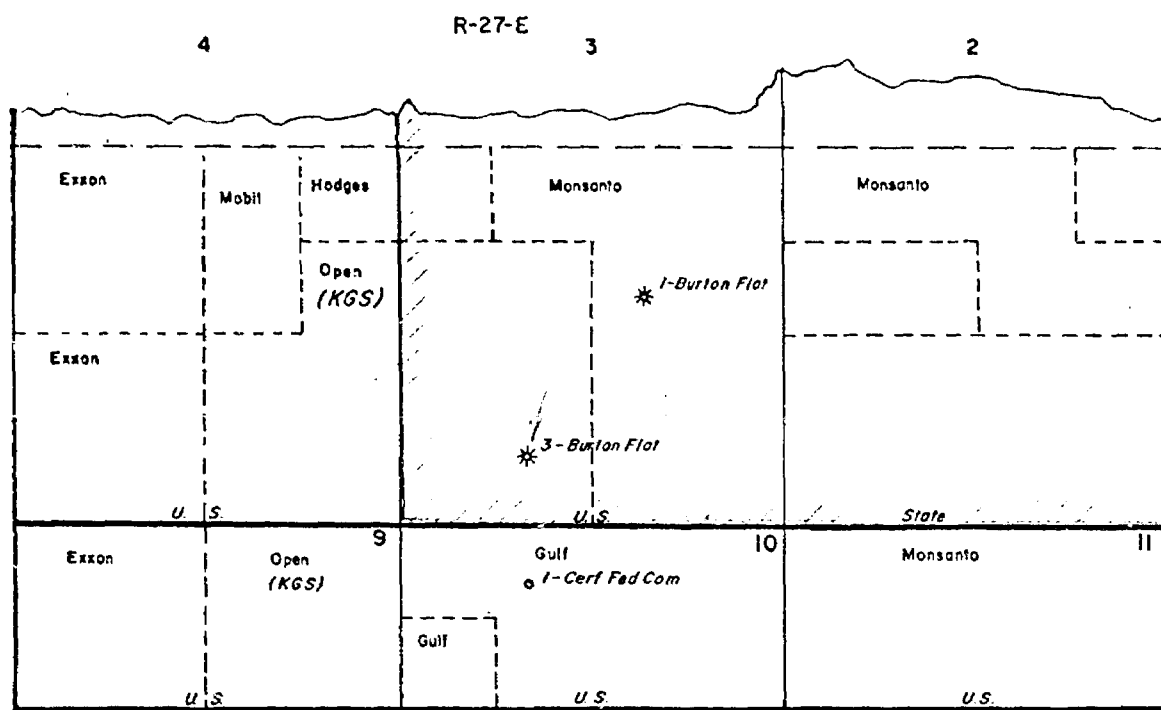 R-27-E
4 3 2
Exxon
Mobil
Hodges
Monsanto
Monsanto
Open
(KGS)
1-Burton Flat
Exxon
3-Burton Flat
U. S.
U.S.
State
9
10
11
Exxon
Open
(KGS)
Gulf
1-Cerf Fed Com
Monsanto
Gulf
U. S.
U.S.
U.S.